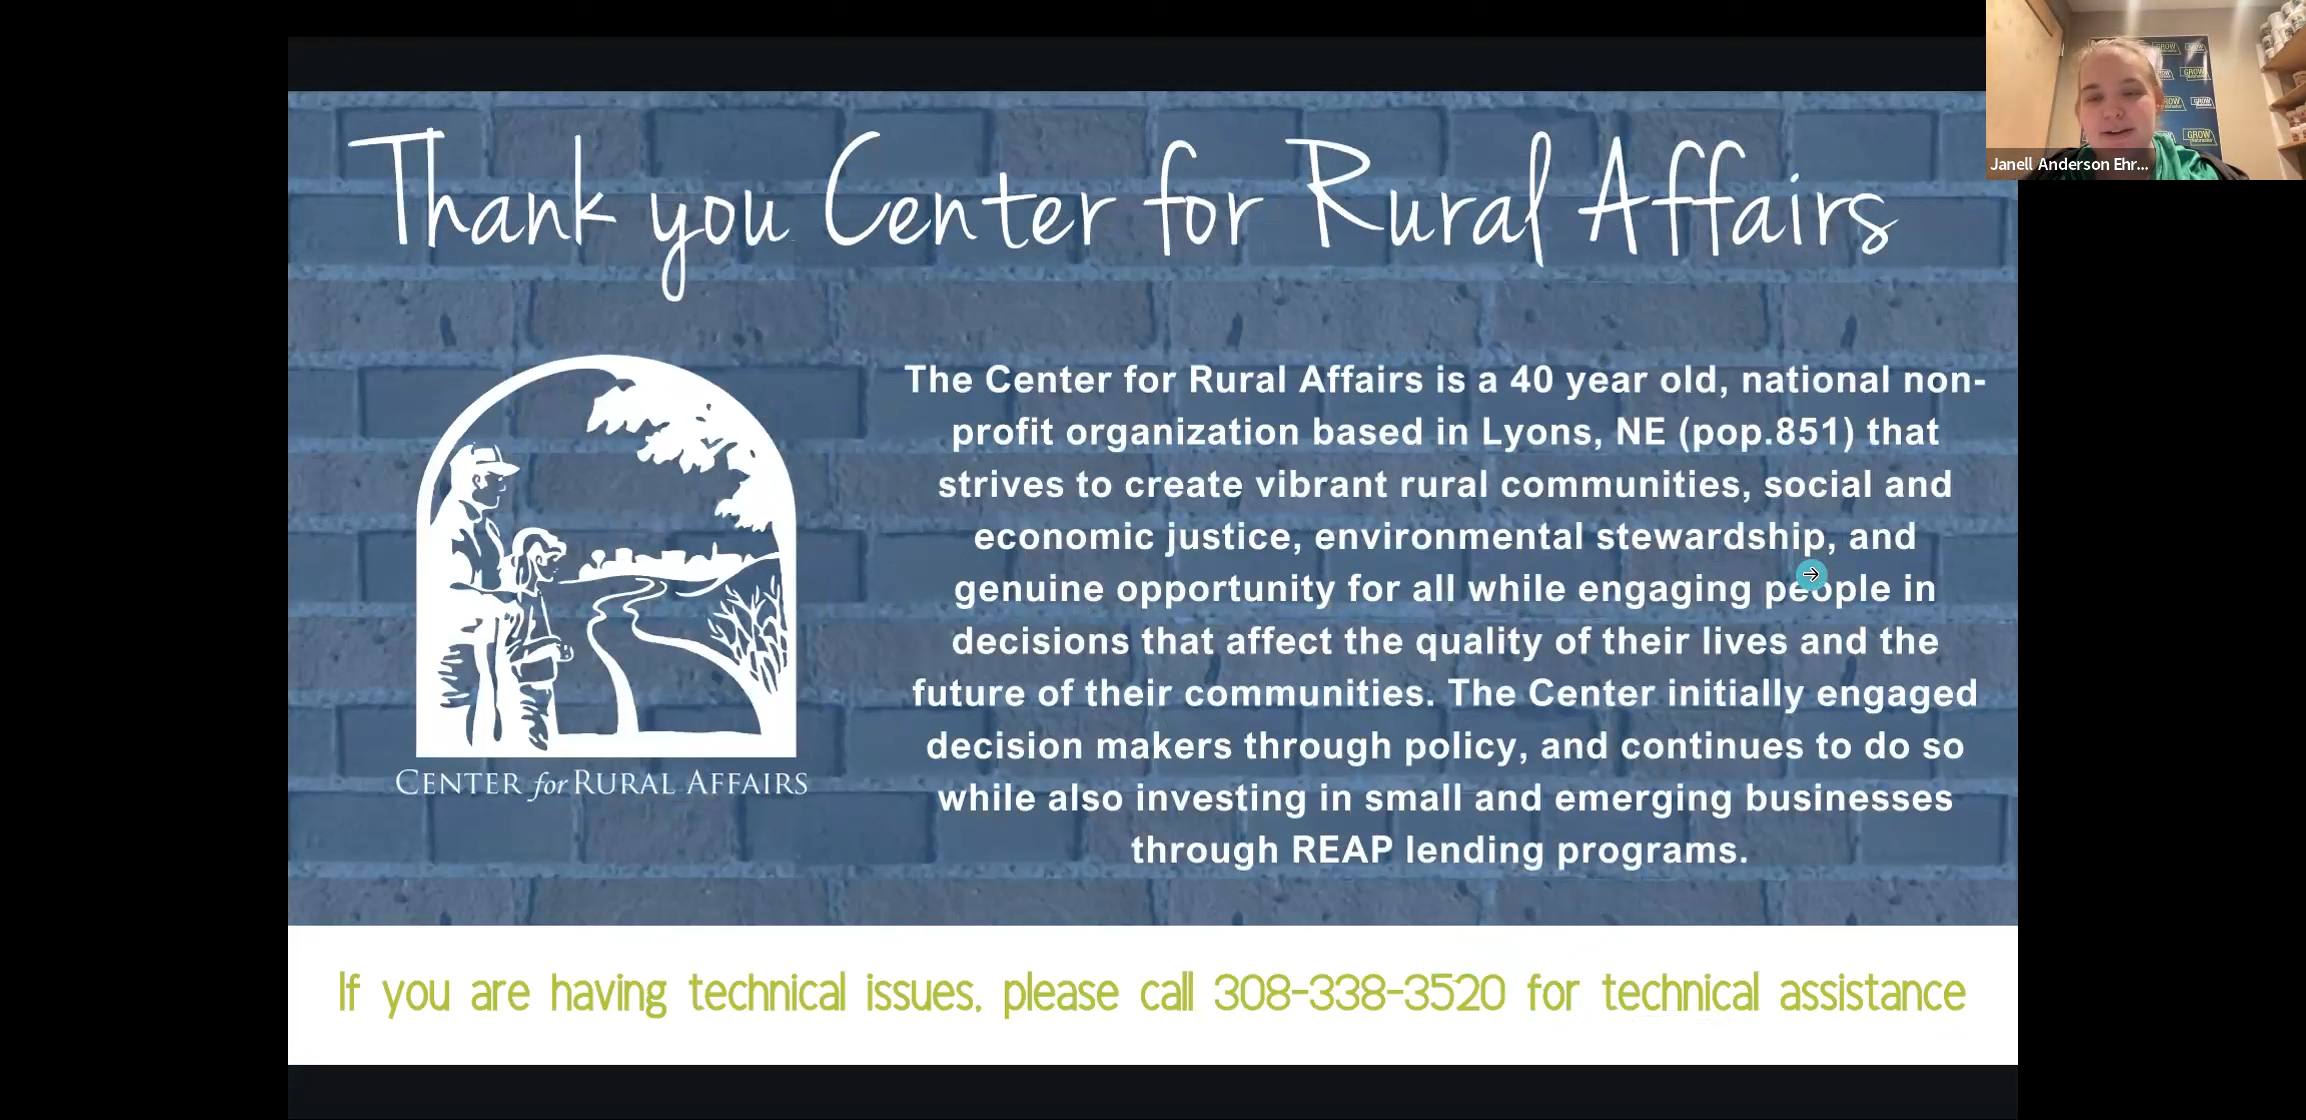 Thank you Center for Rural Affairs
The Center for Rural Affairs is a 40 year old, national non-
profit organization based in Lyons, NE (pop.851) that
strives to create vibrant rural communities, social and
economic justice, environmental stewardship, and
genuine opportunity for all while engaging people in
decisions that affect the quality of their lives and the
future of their communities. The Center initially engaged
decision makers through policy, and continues to do so
while also investing in small and emerging businesses
through REAP lending programs.
CENTER for RURAL AFFAIRS
If you are having technical issues, please call 308-338-3520 for technical assistance
Janell Anderson Ehr...
GROW
GROW
GROW